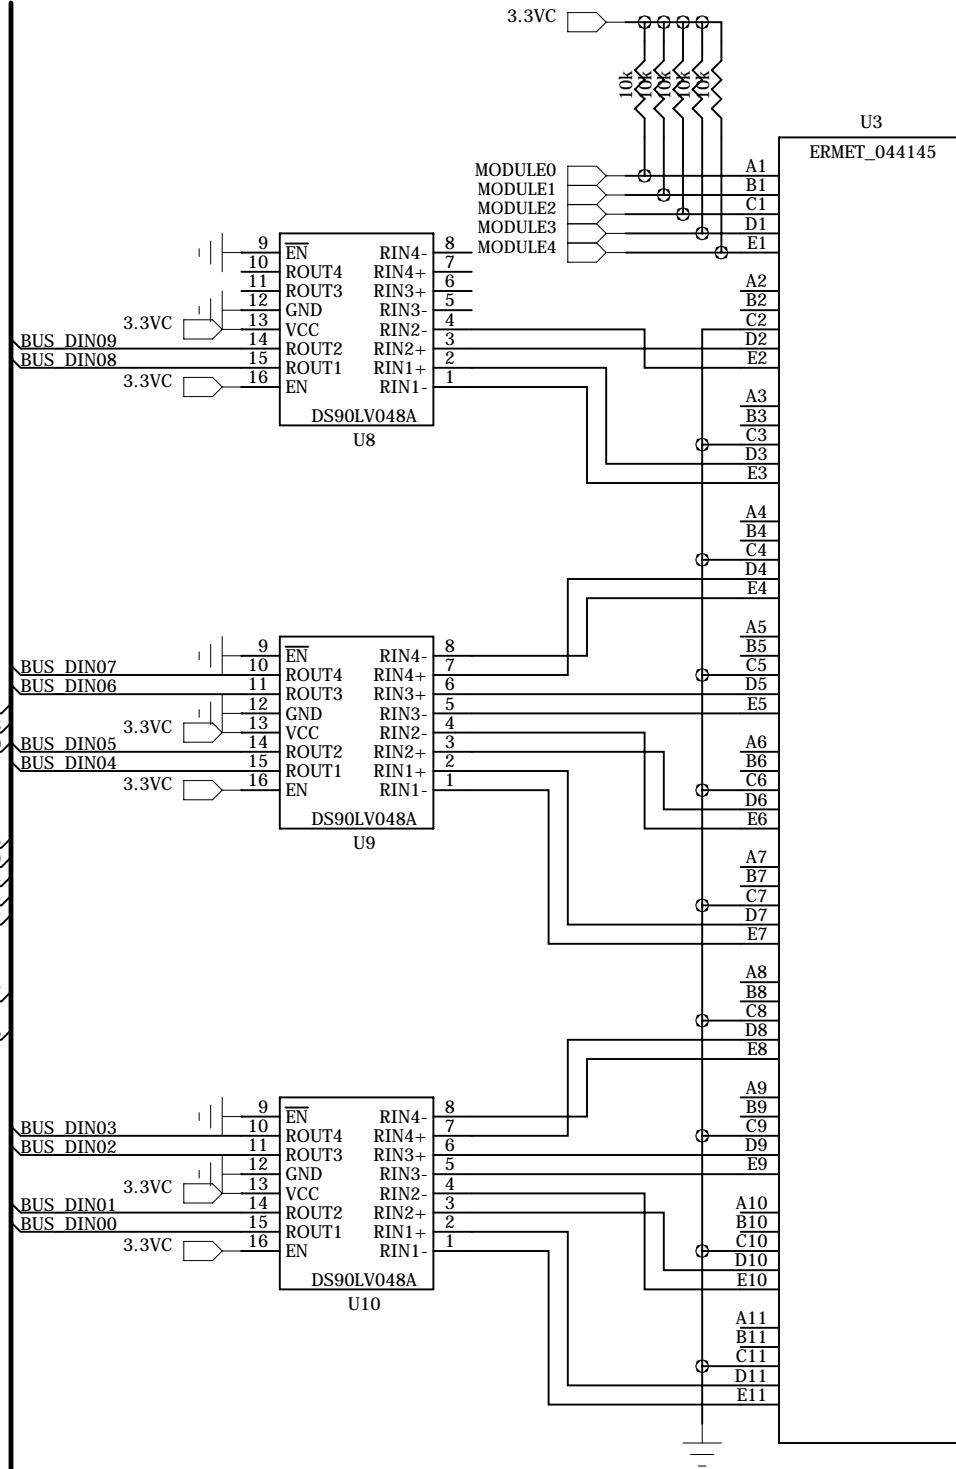 3.3VC
10k
10k
10k
10k
10k
U3
ERMET_044145
MODULE0
MODULE1
MODULE2
MODULE3
MODULE4
A1
B1
C1
D1
E1
A2
B2
C2
D2
E2
A3
B3
C3
D3
E3
A4
B4
C4
D4
E4
A5
B5
C5
D5
E5
A6
B6
C6
D6
E6
A7
B7
C7
D7
E7
A8
B8
C8
D8
E8
A9
B9
C9
D9
E9
A10
B10
C10
D10
E10
A11
B11
C11
D11
E11
9 EN RIN4- 8
10 ROUT4 RIN4+ 7
11 ROUT3 RIN3+ 6
12 GND RIN3- 5
3.3VC 13 VCC RIN2- 4
BUS_DIN09 14 ROUT2 RIN2+ 3
BUS_DIN08 15 ROUT1 RIN1+ 2
3.3VC 16 EN RIN1- 1
DS90LV048A
U8
9 EN RIN4- 8
BUS_DIN07 10 ROUT4 RIN4+ 7
BUS_DIN06 11 ROUT3 RIN3+ 6
12 GND RIN3- 5
3.3VC 13 VCC RIN2- 4
BUS_DIN05 14 ROUT2 RIN2+ 3
BUS_DIN04 15 ROUT1 RIN1+ 2
3.3VC 16 EN RIN1- 1
DS90LV048A
U9
9 EN RIN4- 8
BUS_DIN03 10 ROUT4 RIN4+ 7
BUS_DIN02 11 ROUT3 RIN3+ 6
12 GND RIN3- 5
3.3VC 13 VCC RIN2- 4
BUS_DIN01 14 ROUT2 RIN2+ 3
BUS_DIN00 15 ROUT1 RIN1+ 2
3.3VC 16 EN RIN1- 1
DS90LV048A
U10